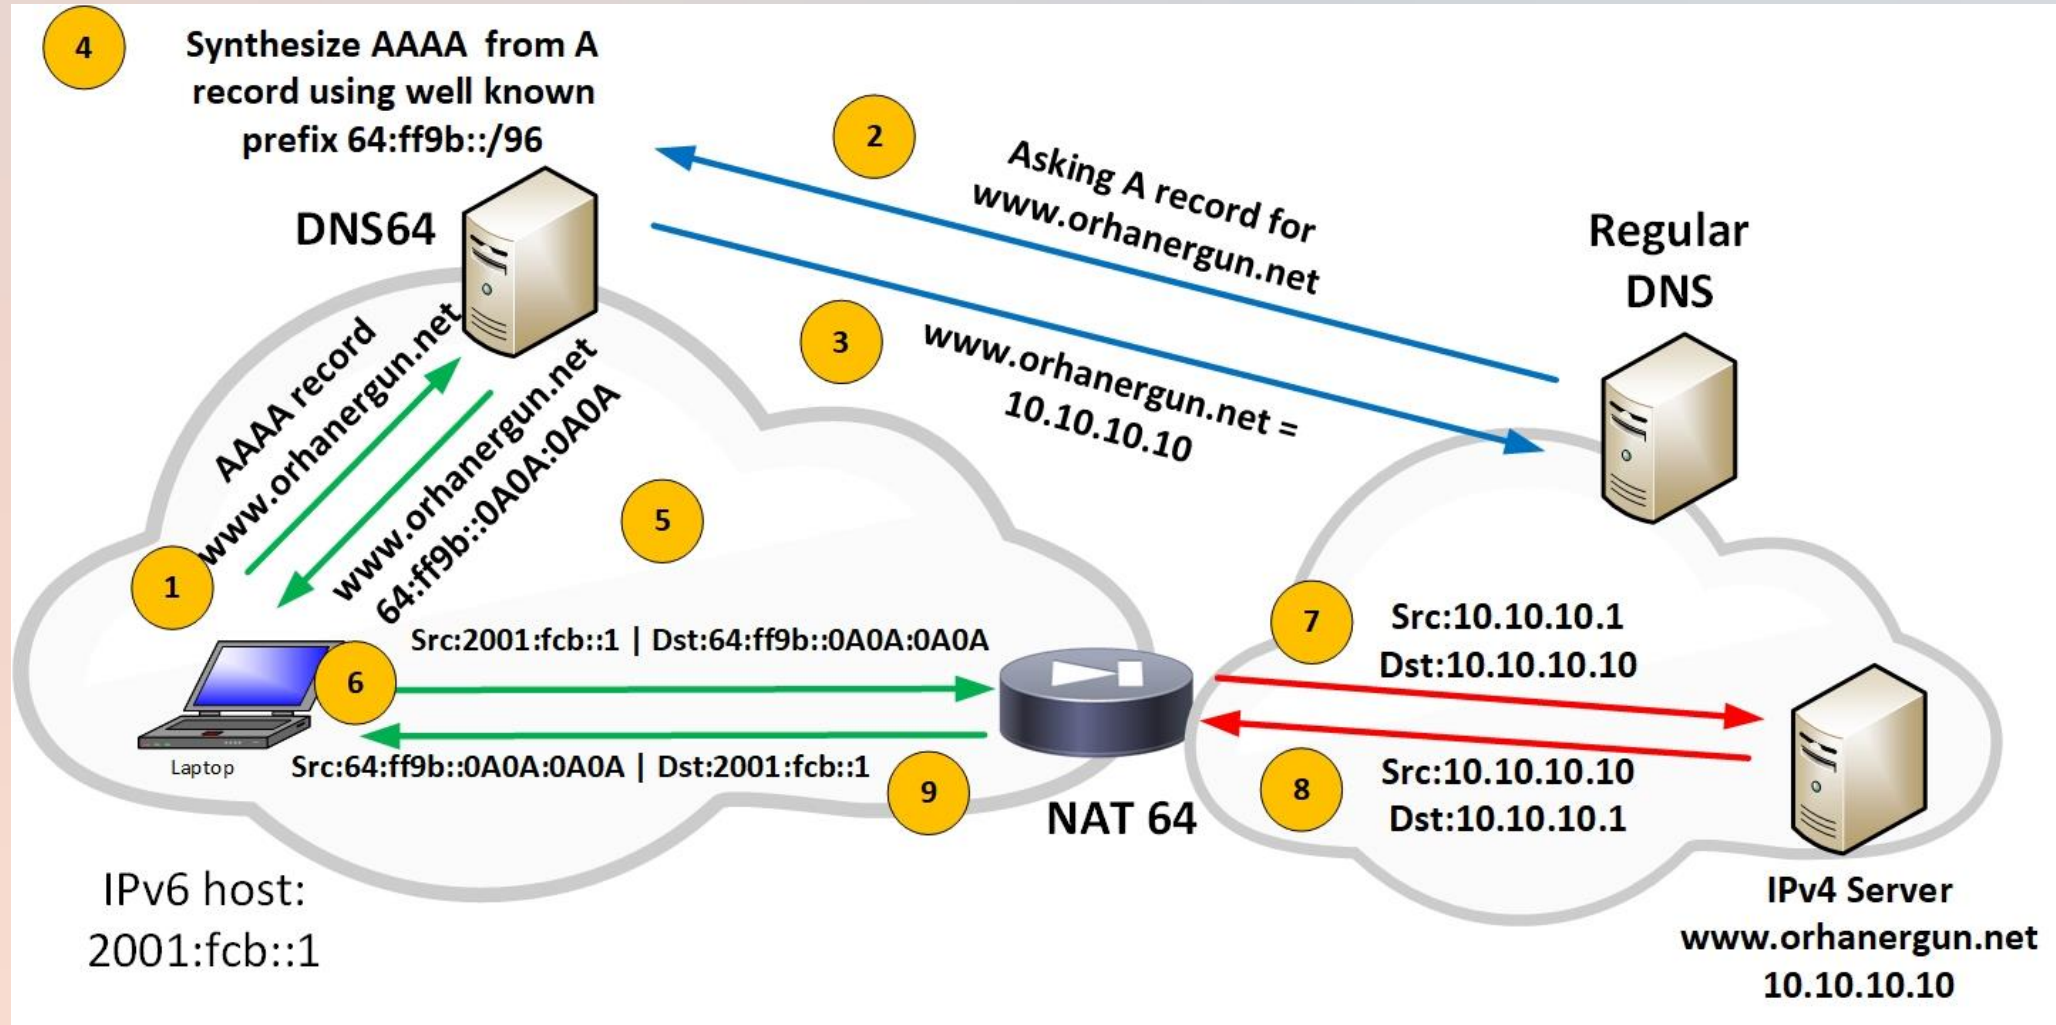 4
Synthesize AAAA from A
record using well known
prefix 64:ff9b::/96
DNS64
2
Asking A record for
www.orhanergun.net
Regular
DNS
3
www.orhanergun.net =
10.10.10.10
AAAA record
www.orhanergun.net
www.orhanergun.net
64:ff9b::0A0A:0A0A
1
5
6
Src:2001:fcb::1 | Dst:64:ff9b::0A0A:0A0A
7
Src:10.10.10.1
Dst:10.10.10.10
Laptop
Src:64:ff9b::0A0A:0A0A | Dst:2001:fcb::1
9
NAT 64
8
Src:10.10.10.10
Dst:10.10.10.1
IPv6 host:
2001:fcb::1
IPv4 Server
www.orhanergun.net
10.10.10.10